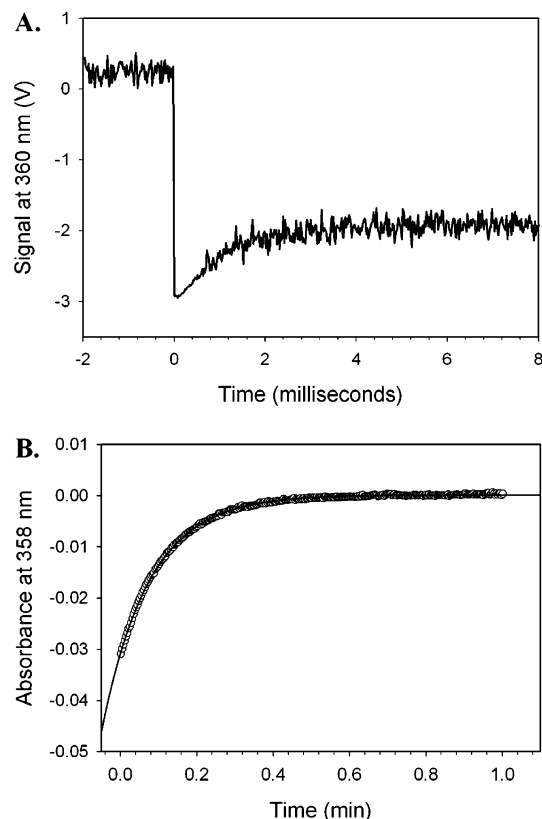 A.
Signal at 360 nm (V)
1
0
-1
-2
-3
-2 0 2 4 6 8
Time (milliseconds)
B.
Absorbance at 358 nm
0.01
0.00
-0.01
-0.02
-0.03
-0.04
-0.05
0.0 0.2 0.4 0.6 0.8 1.0
Time (min)